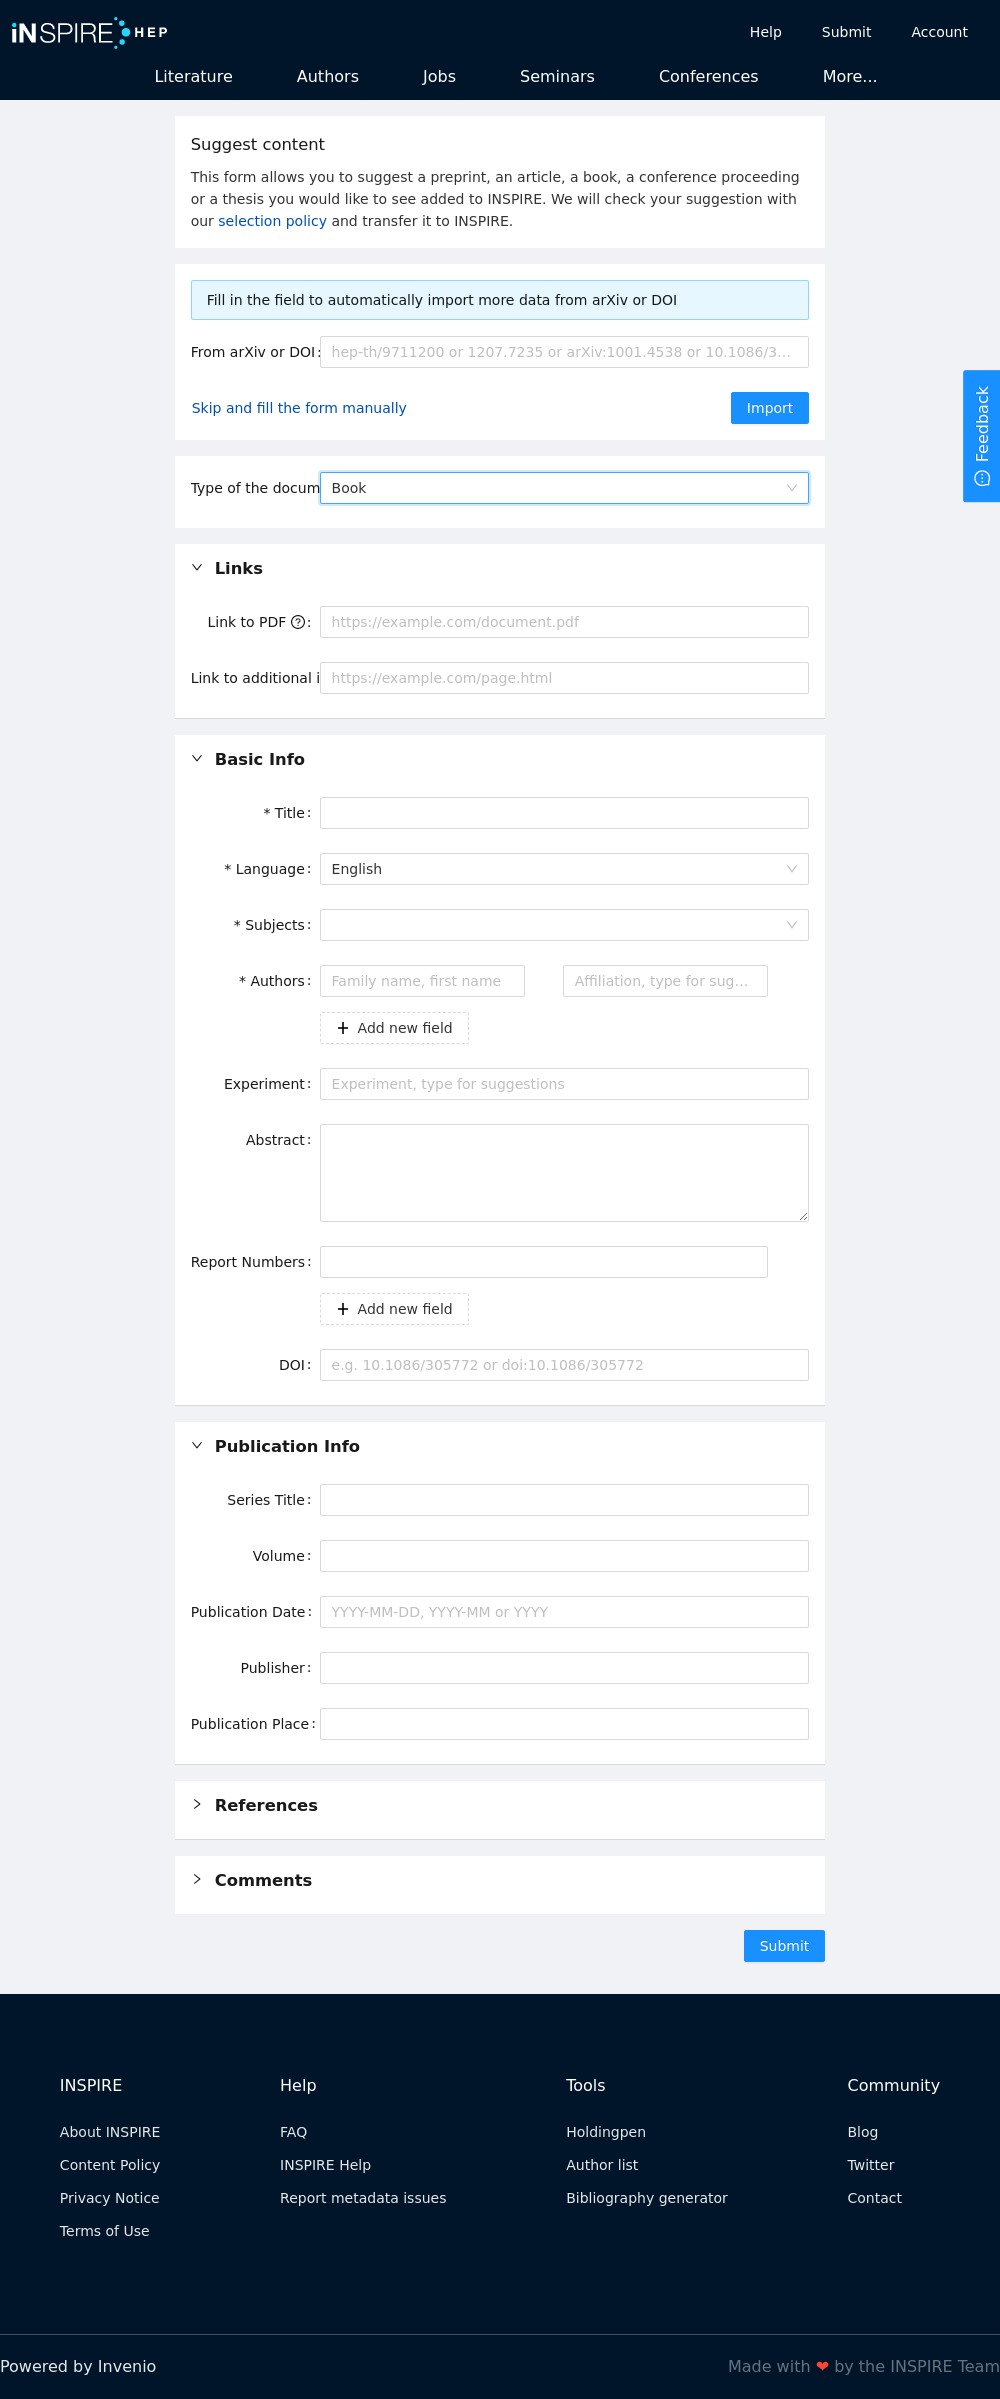 iNSPIRE HEP
Help Submit Account
Literature Authors Jobs Seminars Conferences More...
Suggest content
This form allows you to suggest a preprint, an article, a book, a conference proceeding
or a thesis you would like to see added to INSPIRE. We will check your suggestion with
our selection policy and transfer it to INSPIRE.
Fill in the field to automatically import more data from arXiv or DOI
From arXiv or DOI: hep-th/9711200 or 1207.7235 or arXiv:1001.4538 or 10.1086/3...
Skip and fill the form manually Import
Feedback
Type of the docum Book
Links
Link to PDF ?: https://example.com/document.pdf
Link to additional i https://example.com/page.html
Basic Info
* Title:
* Language: English
* Subjects:
* Authors: Family name, first name Affiliation, type for sug...
+ Add new field
Experiment: Experiment, type for suggestions
Abstract:
Report Numbers:
+ Add new field
DOI: e.g. 10.1086/305772 or doi:10.1086/305772
Publication Info
Series Title:
Volume:
Publication Date: YYYY-MM-DD, YYYY-MM or YYYY
Publisher:
Publication Place:
References
Comments
Submit
INSPIRE Help Tools Community
About INSPIRE FAQ Holdingpen Blog
Content Policy INSPIRE Help Author list Twitter
Privacy Notice Report metadata issues Bibliography generator Contact
Terms of Use
Powered by Invenio Made with ❤ by the INSPIRE Team